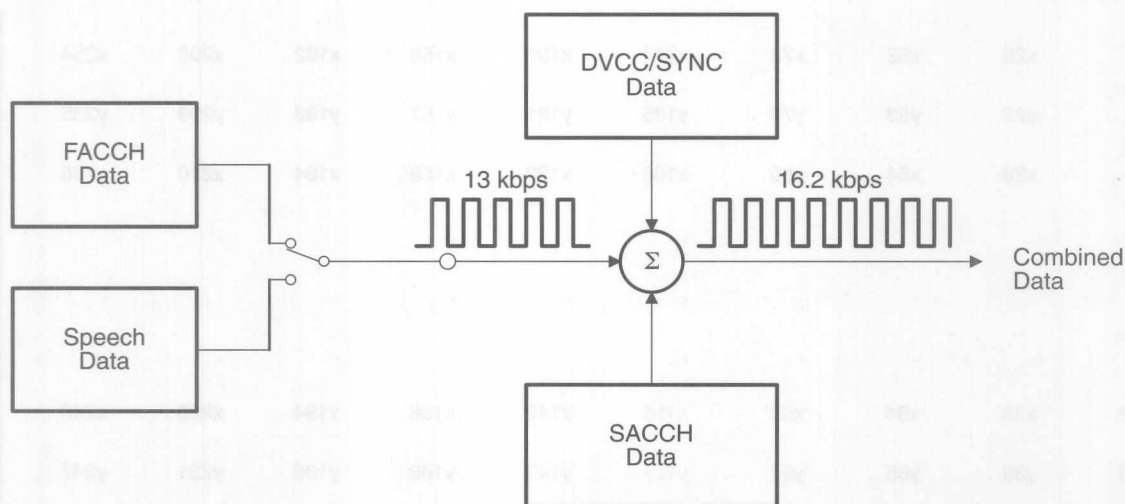 DVCC/SYNC
Data
FACCH
Data
13 kbps
16.2 kbps
Σ
Combined
Data
Speech
Data
SACCH
Data